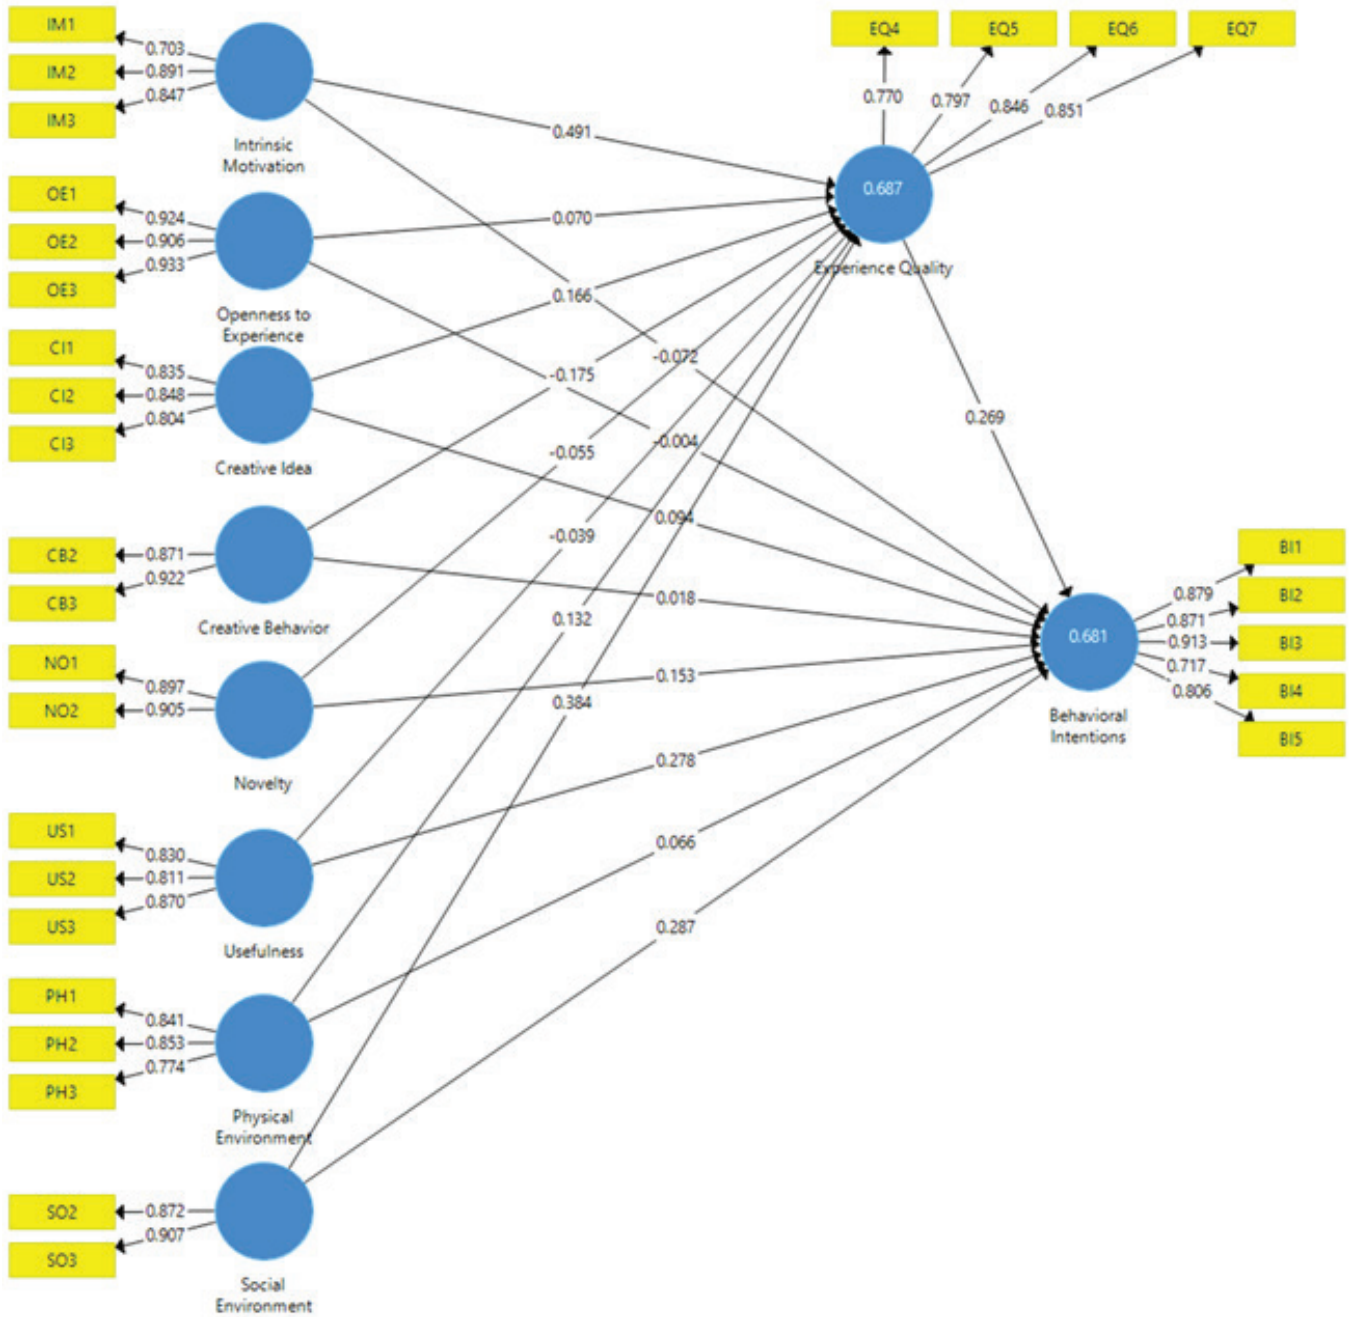 IM1
0.703
IM2
0.891
0.847
IM3
Intrinsic
Motivation
OE1
0.924
OE2
0.906
0.933
OE3
Openness to
Experience
CI1
0.835
CI2
0.848
0.804
CI3
Creative Idea
CB2
0.871
0.922
CB3
Creative Behavior
NO1
0.897
NO2
0.905
Novelty
US1
0.830
US2
0.811
0.870
US3
Usefulness
PH1
0.841
PH2
0.853
0.774
PH3
Physical
Environment
SO2
0.872
0.907
SO3
Social
Environment
0.491
0.070
0.166
-0.175
-0.055
-0.039
0.132
0.384
-0.072
-0.004
0.094
0.018
0.153
0.278
0.066
0.287
EQ4
EQ5
EQ6
EQ7
0.770
0.797
0.846
0.851
0.687
Experience Quality
0.269
0.681
Behavioral
Intentions
BI1
0.879
BI2
0.871
0.913
BI3
0.717
BI4
0.806
BI5